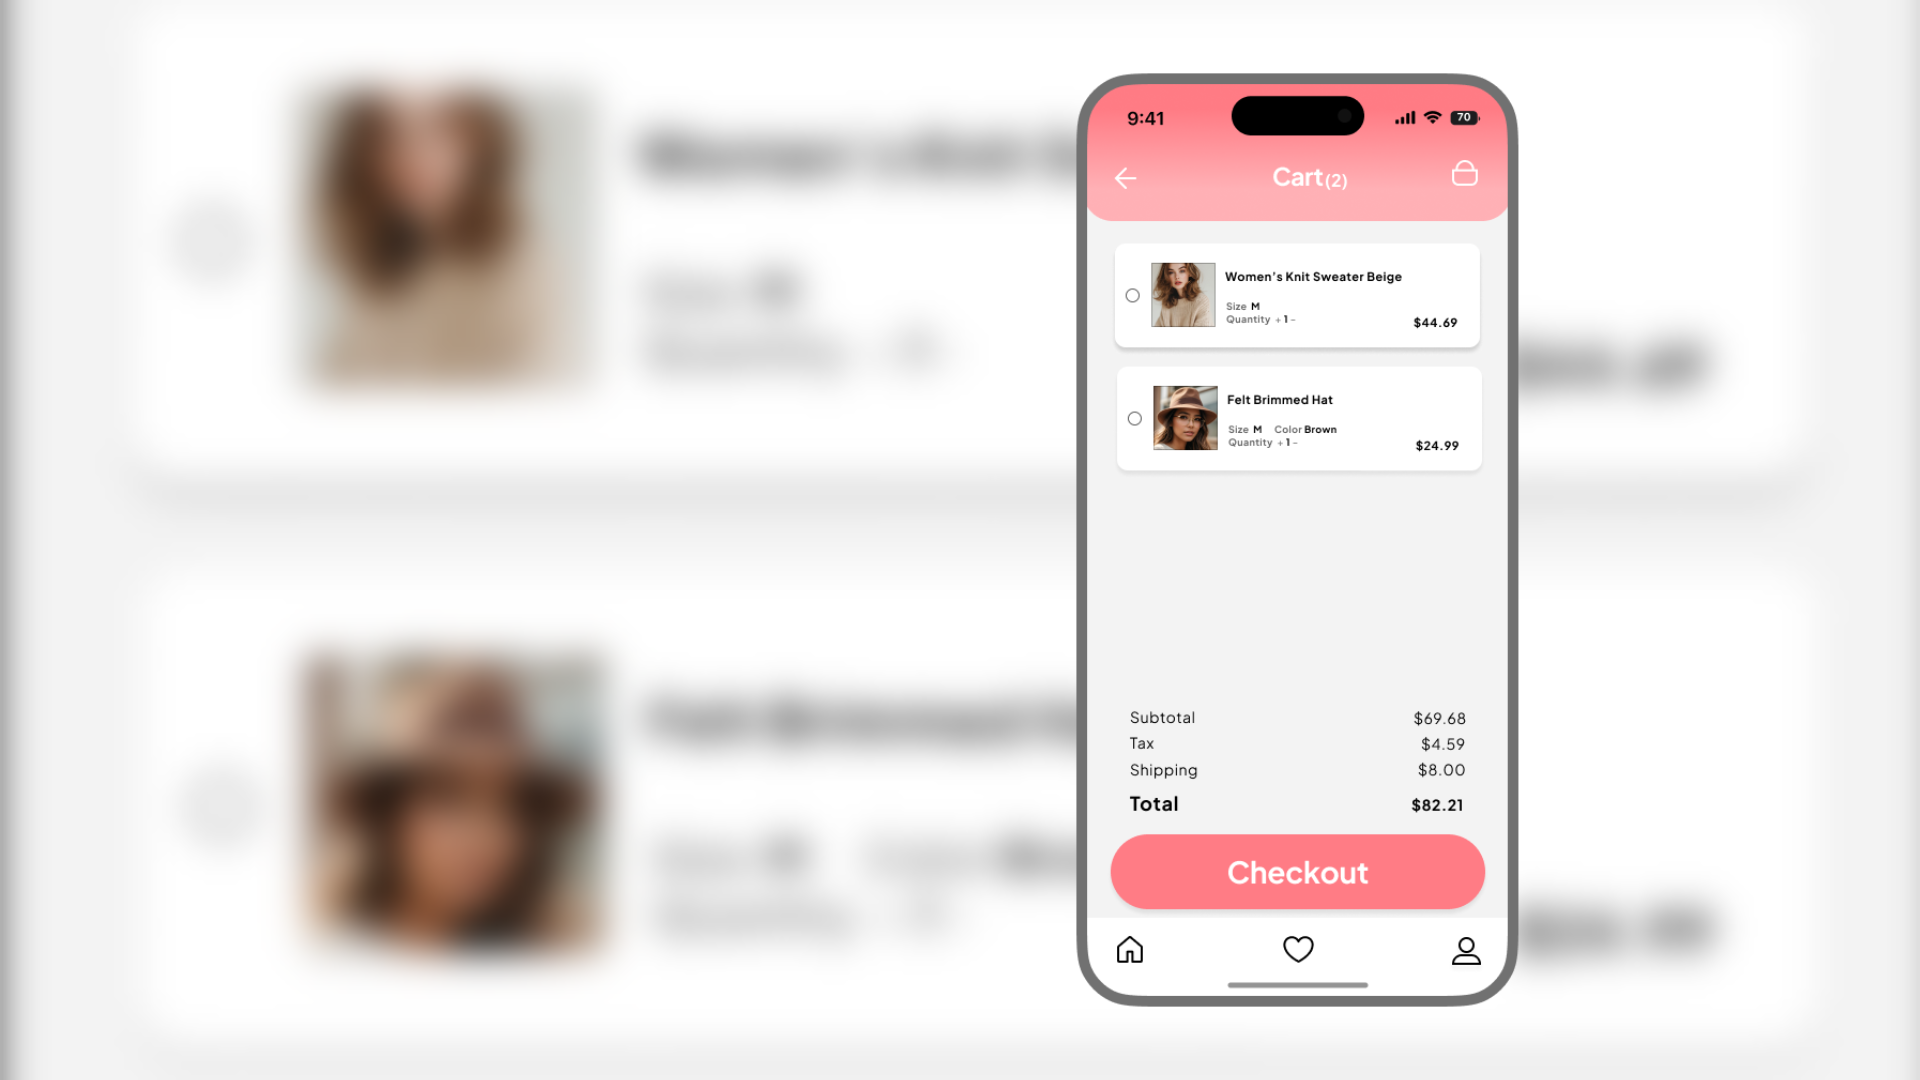 9:41
70
Cart(2)
Women's Knit Sweater Beige
Size M
Quantity + 1 -
$44.69
Felt Brimmed Hat
Size M Color Brown
Quantity + 1 -
$24.99
Subtotal $69.68
Tax $4.59
Shipping $8.00
Total $82.21
Checkout